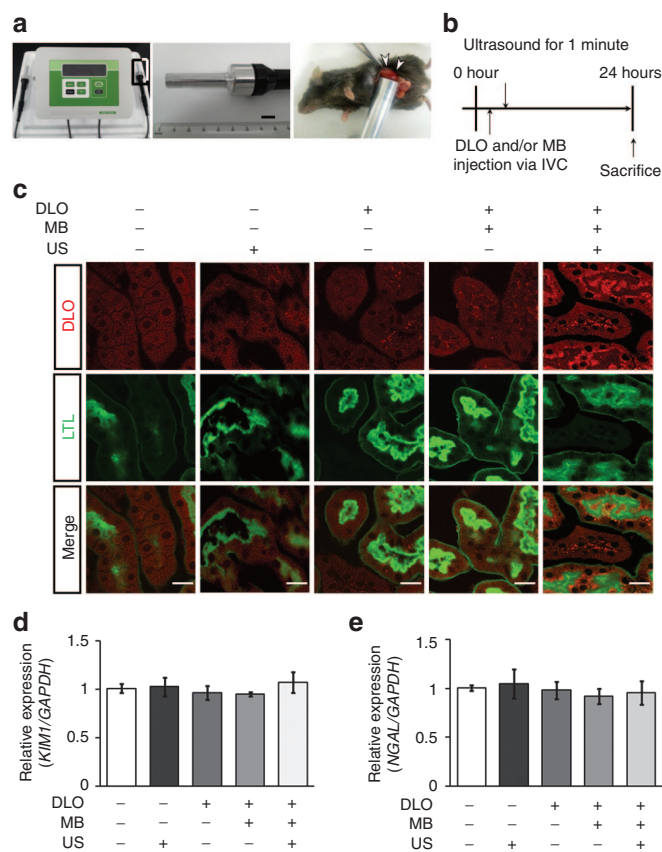 a
b
Ultrasound for 1 minute
0 hour
24 hours
DLO and/or MB
injection via IVC
Sacrifice
c
DLO – – + + +
MB – – – + +
US – + – – +
DLO
LTL
Merge
d
Relative expression
(KIM1/GAPDH)
1.5
1
0.5
0
DLO – – + + +
MB – – – + +
US – + – – +
e
Relative expression
(NGAL/GAPDH)
1.5
1
0.5
0
DLO – – + + +
MB – – – + +
US – + – – +